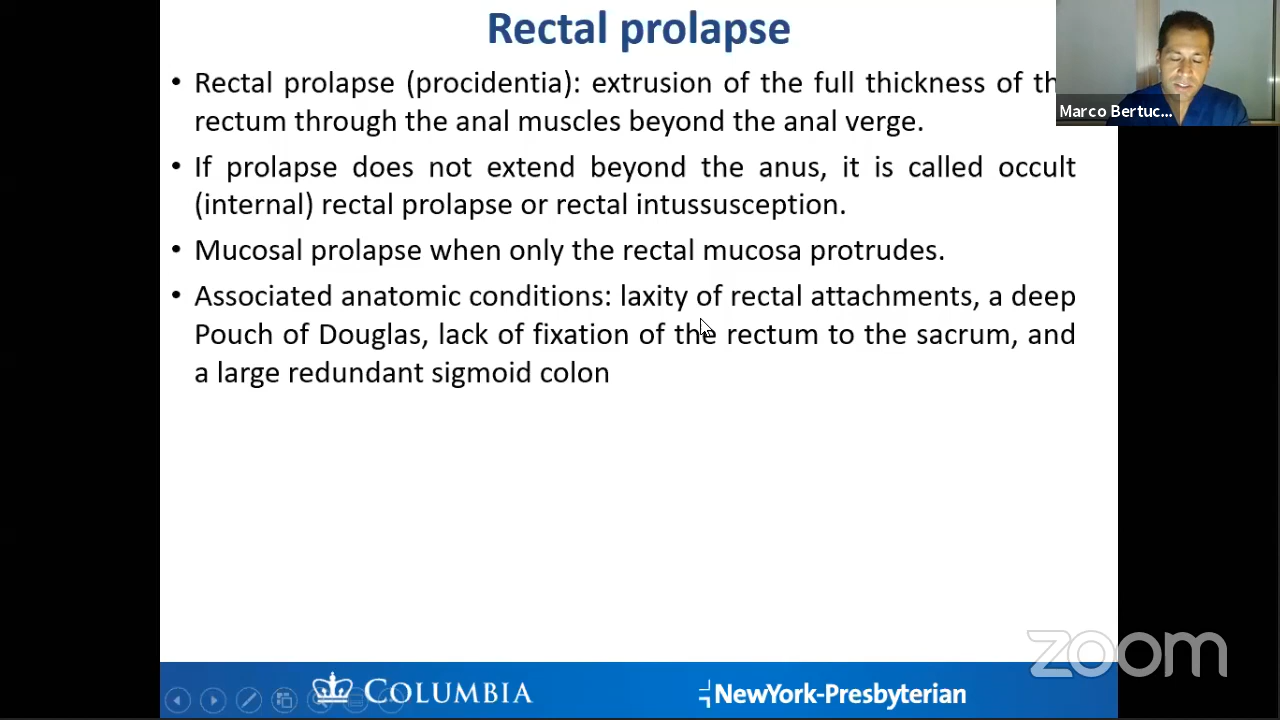 Rectal prolapse
• Rectal prolapse (procidentia): extrusion of the full thickness of
rectum through the anal muscles beyond the anal verge.
• If prolapse does not extend beyond the anus, it is called occult
(internal) rectal prolapse or rectal intussusception.
• Mucosal prolapse when only the rectal mucosa protrudes.
• Associated anatomic conditions: laxity of rectal attachments, a deep
Pouch of Douglas, lack of fixation of the rectum to the sacrum, and
a large redundant sigmoid colon
Marco Bertuc...
zoom
COLUMBIA
NewYork-Presbyterian